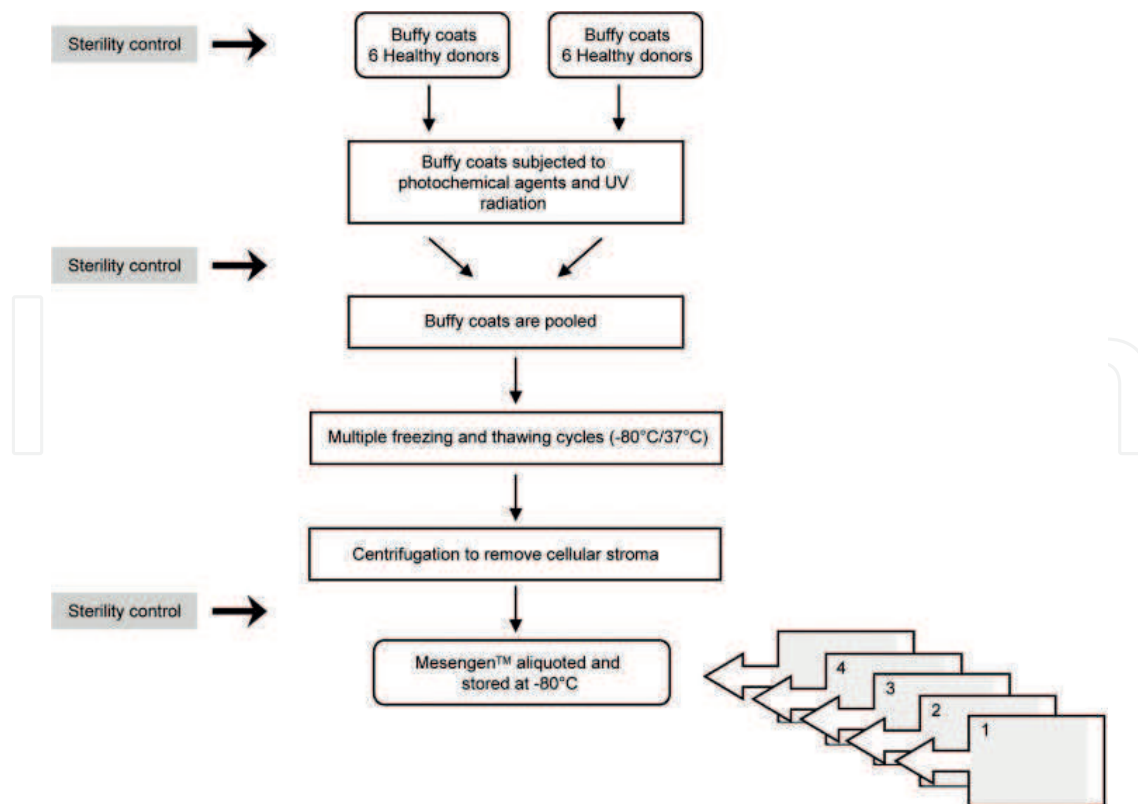 Sterility control
Buffy coats
6 Healthy donors
Buffy coats
6 Healthy donors
Buffy coats subjected to
photochemical agents and UV
radiation
Sterility control
Buffy coats are pooled
Multiple freezing and thawing cycles (-80°C/37°C)
Centrifugation to remove cellular stroma
Sterility control
Mesengen™ aliquoted and
stored at -80°C
4
3
2
1